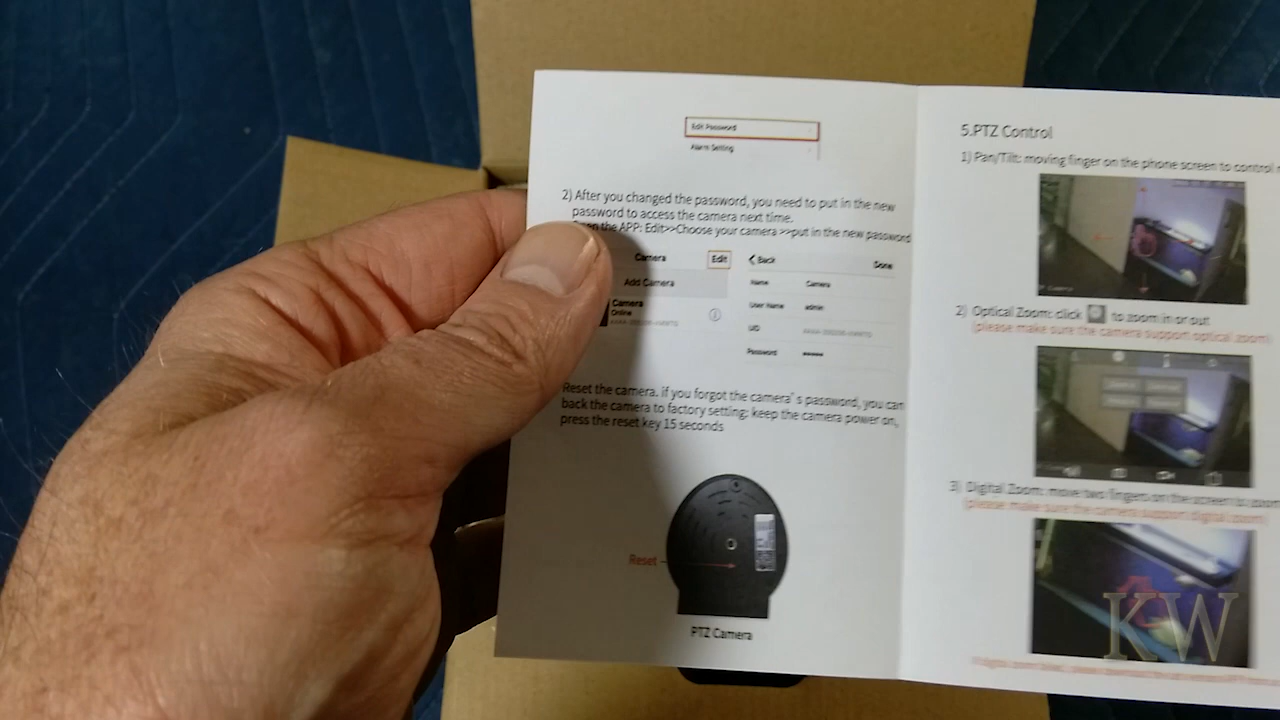 Edit Password
Alarm Setting
2) After you changed the password, you need to put in the new
password to access the camera next time.
the APP: Edit>>Choose your camera >>put in the new password
Camera Edit
Add Camera
Camera
Online
Back Done
Name Camera
User Name admin
UID
Password ••••••
Reset the camera. if you forgot the camera's password, you can
back the camera to factory setting; keep the camera power on,
press the reset key 15 seconds
Reset
PTZ Camera
5.PTZ Control
1) Pan/Tilt: moving finger on the phone screen to control
2) Optical Zoom: click to zoom in or out
(please make sure the camera support optical zoom)
3) Digital Zoom: move two fingers on the screen to zoom
(please make sure the camera support digital zoom)
KW